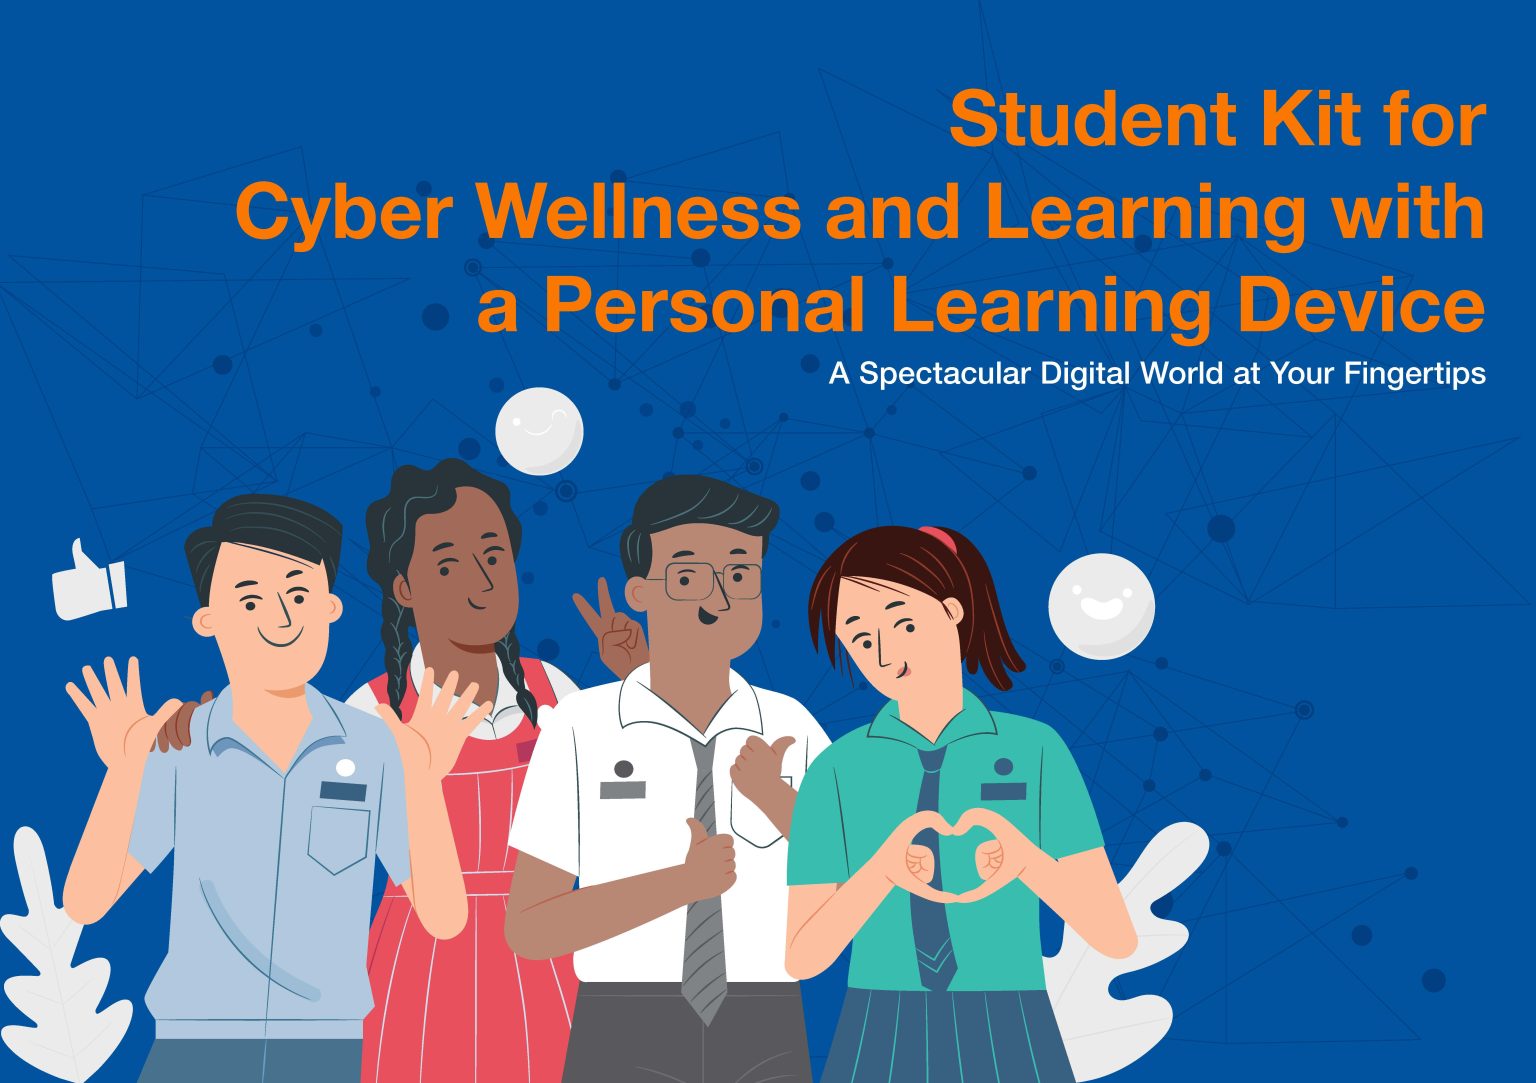 Student Kit for
Cyber Wellness and Learning with
a Personal Learning Device
A Spectacular Digital World at Your Fingertips